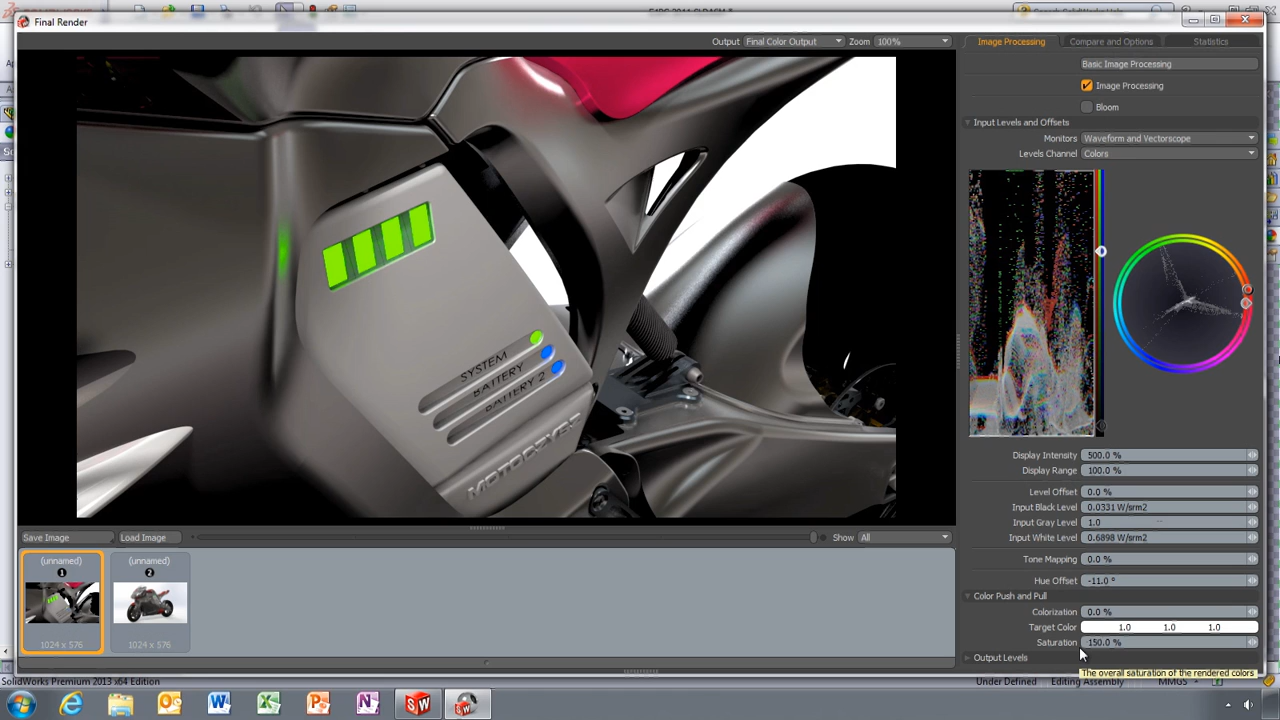 Final Render
Output Final Color Output Zoom 100%
Image Processing Compare and Options Statistics
Basic Image Processing
Image Processing
Bloom
Input Levels and Offsets
Monitors Waveform and Vectorscope
Levels Channel Colors
SYSTEM
BATTERY
BATTERY 2
MOTOCZYSZ
Display Intensity 500.0 %
Display Range 100.0 %
Level Offset 0.0 %
Input Black Level 0.0331 W/srm2
Input Gray Level 1.0
Input White Level 0.6898 W/srm2
Tone Mapping 0.0 %
Hue Offset -11.0 °
Color Push and Pull
Colorization 0.0 %
Target Color 1.0 1.0 1.0
Saturation 150.0 %
Output Levels
The overall saturation of the rendered colors
Save Image Load Image Show All
(unnamed) (unnamed)
1 2
1024 x 576 1024 x 576
SolidWorks Premium 2013 x64 Edition Under Defined Editing Assembly MMGS